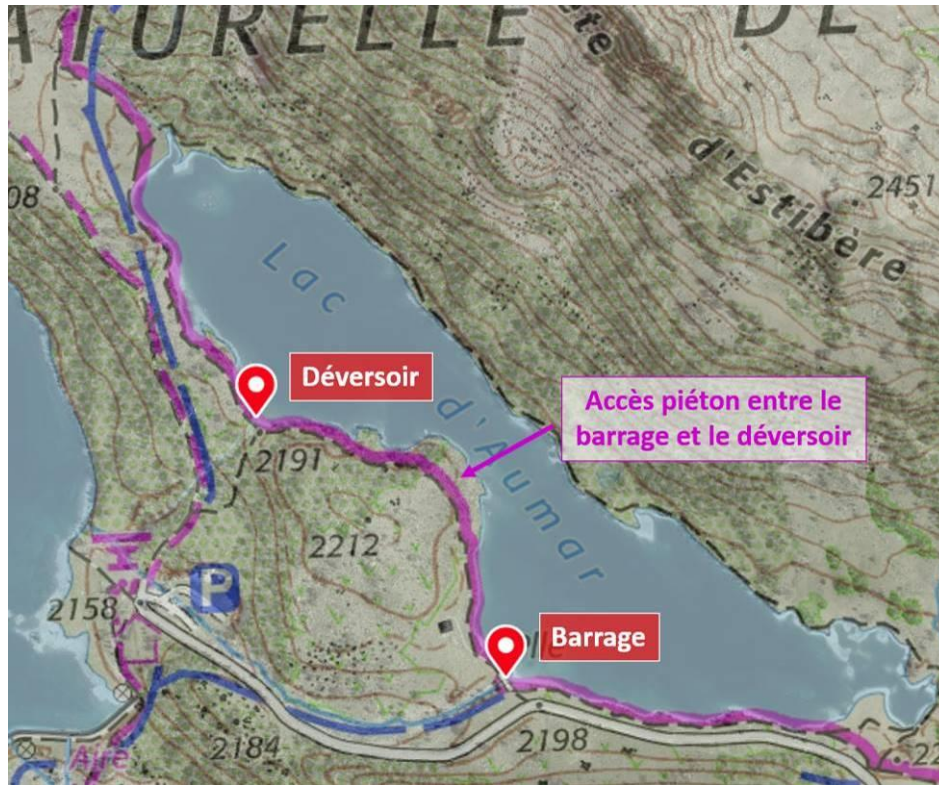 ATURELLE DE
d'Estibère
2451
08
Lac
d'Aumar
Déversoir
Accès piéton entre le
barrage et le déversoir
2191
2212
P
2158
Barrage
2184
2198
Aire